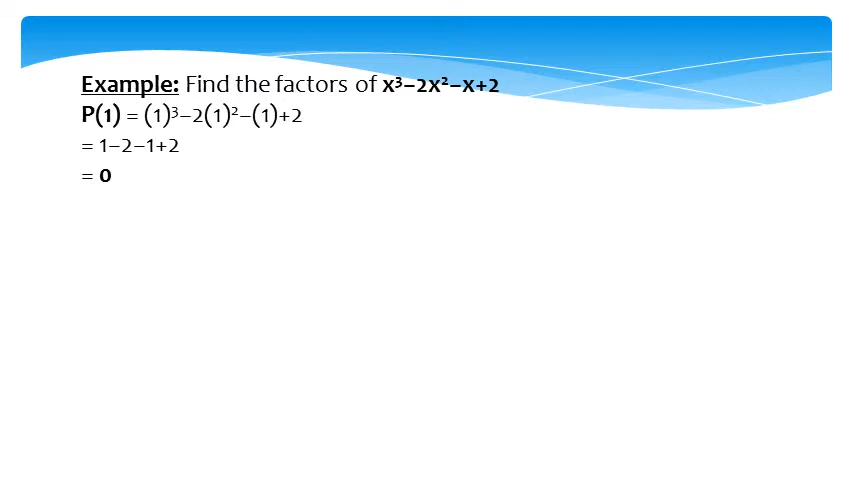 Example: Find the factors of x³–2x²–x+2
P(1) = (1)³–2(1)²–(1)+2
= 1–2–1+2
= 0